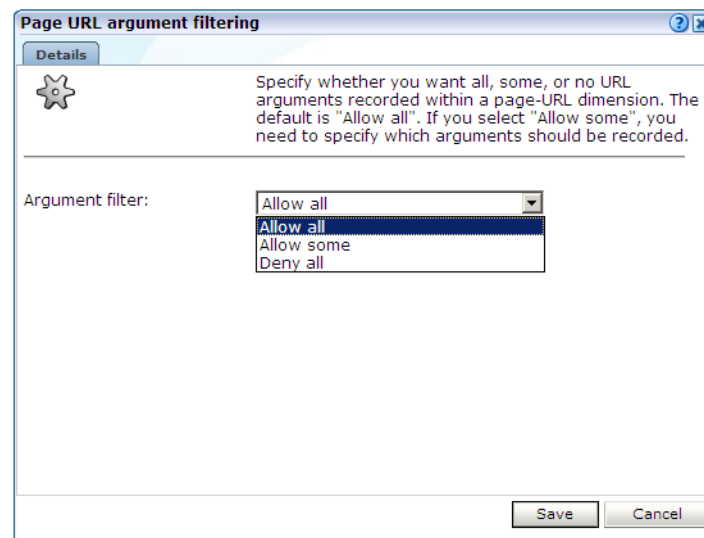 Page URL argument filtering
?
Details
Specify whether you want all, some, or no URL
arguments recorded within a page-URL dimension. The
default is "Allow all". If you select "Allow some", you
need to specify which arguments should be recorded.
Argument filter:
Allow all
Allow all
Allow some
Deny all
Save
Cancel